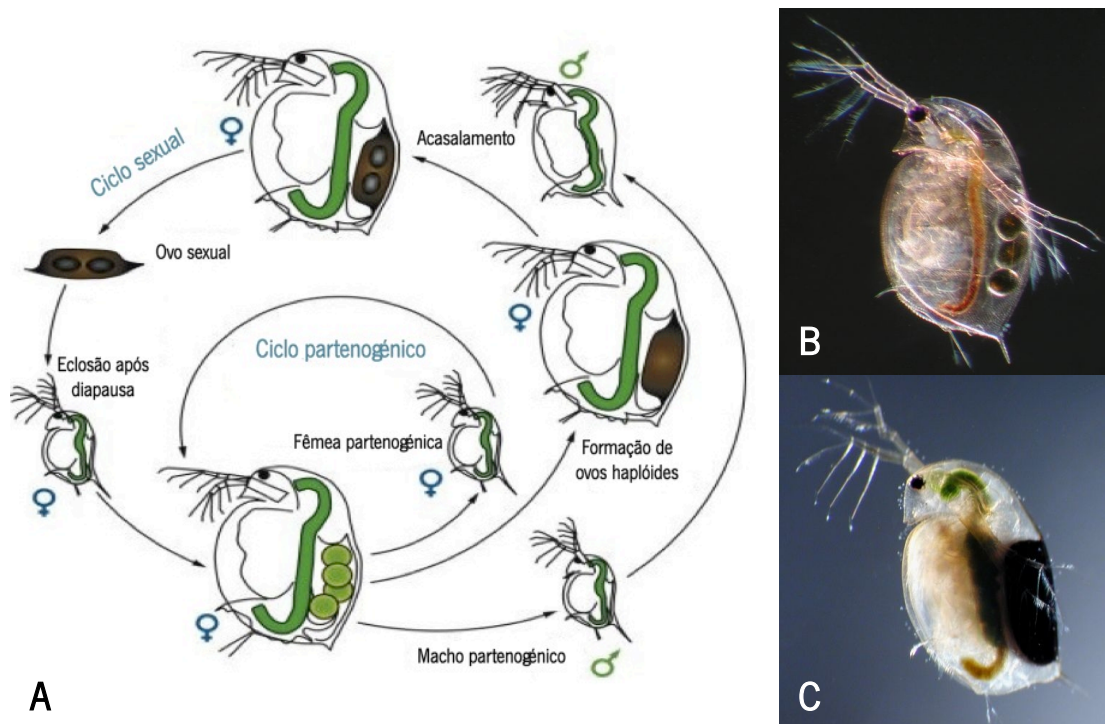 Ciclo sexual
♂
♀
Acasalamento
Ovo sexual
♀
Eclosão após
diapausa
Ciclo partenogénico
Fêmea partenogénica
♀
Formação de
ovos haplóides
♀
♀
Macho partenogénico
♂
A
B
C